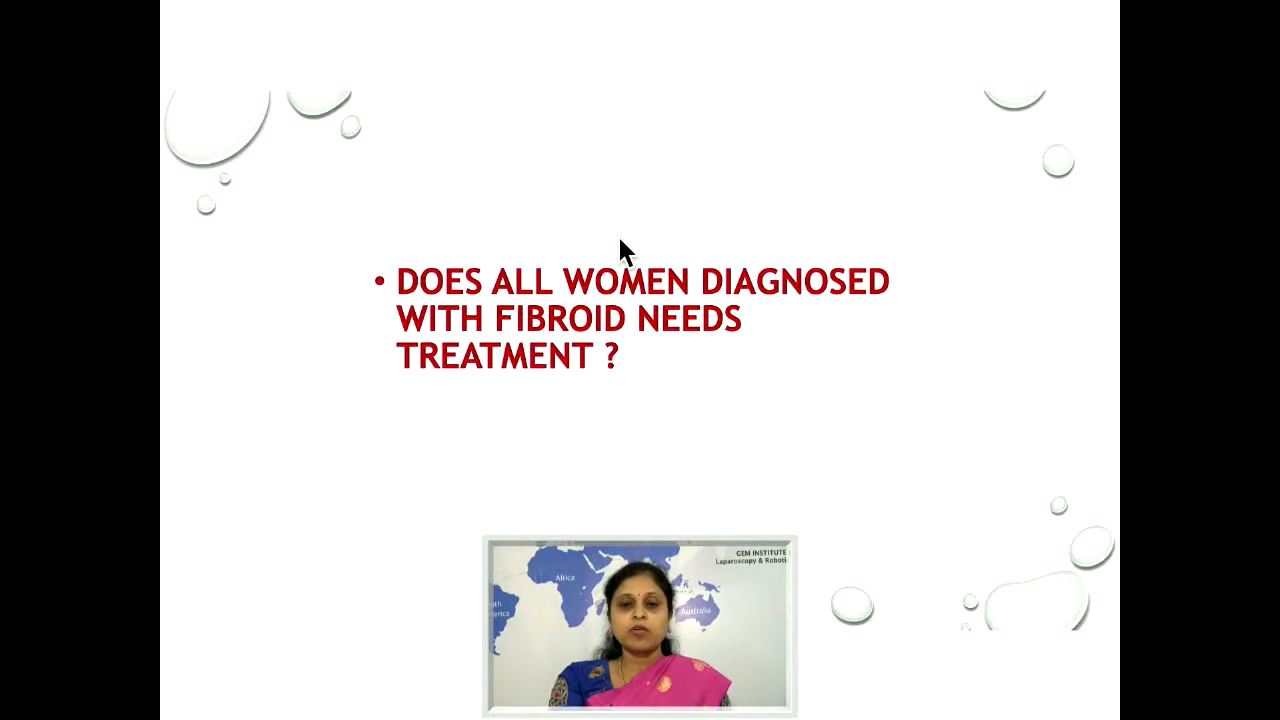 • DOES ALL WOMEN DIAGNOSED
WITH FIBROID NEEDS
TREATMENT ?
GEM INSTITUTE
Laparoscopy & Roboti
Africa
Australia